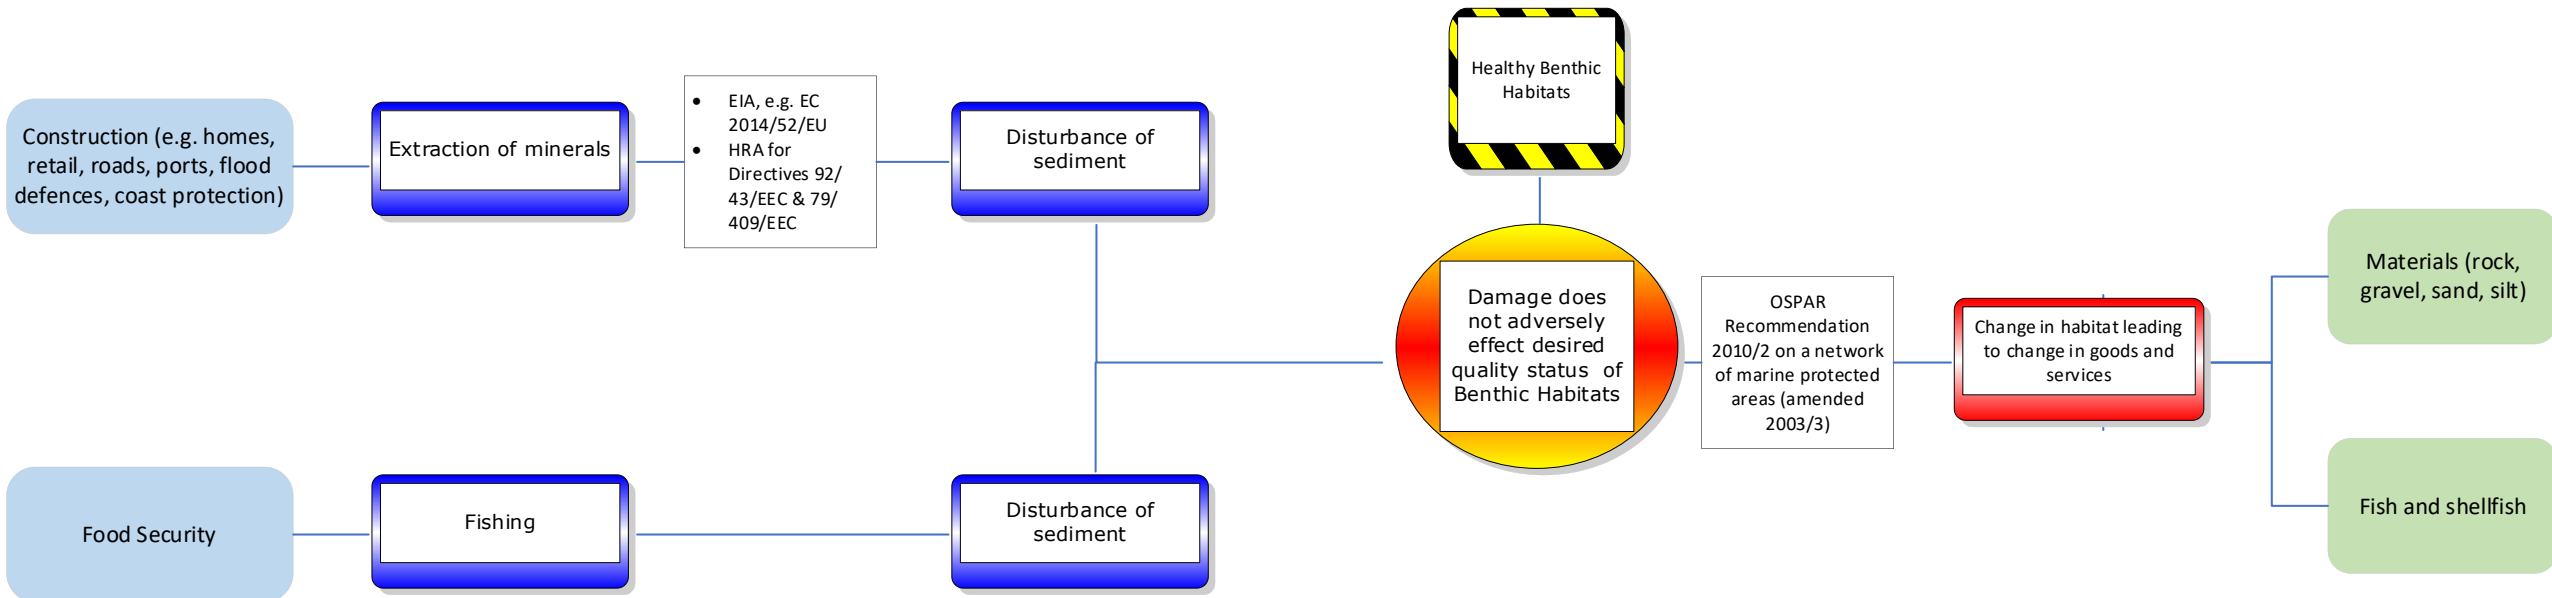 Construction (e.g. homes,
retail, roads, ports, flood
defences, coast protection)
Extraction of minerals
• EIA, e.g. EC
2014/52/EU
• HRA for
Directives 92/
43/EEC & 79/
409/EEC
Disturbance of
sediment
Healthy Benthic
Habitats
Damage does
not adversely
effect desired
quality status of
Benthic Habitats
OSPAR
Recommendation
2010/2 on a network
of marine protected
areas (amended
2003/3)
Change in habitat leading
to change in goods and
services
Materials (rock,
gravel, sand, silt)
Food Security
Fishing
Disturbance of
sediment
Fish and shellfish